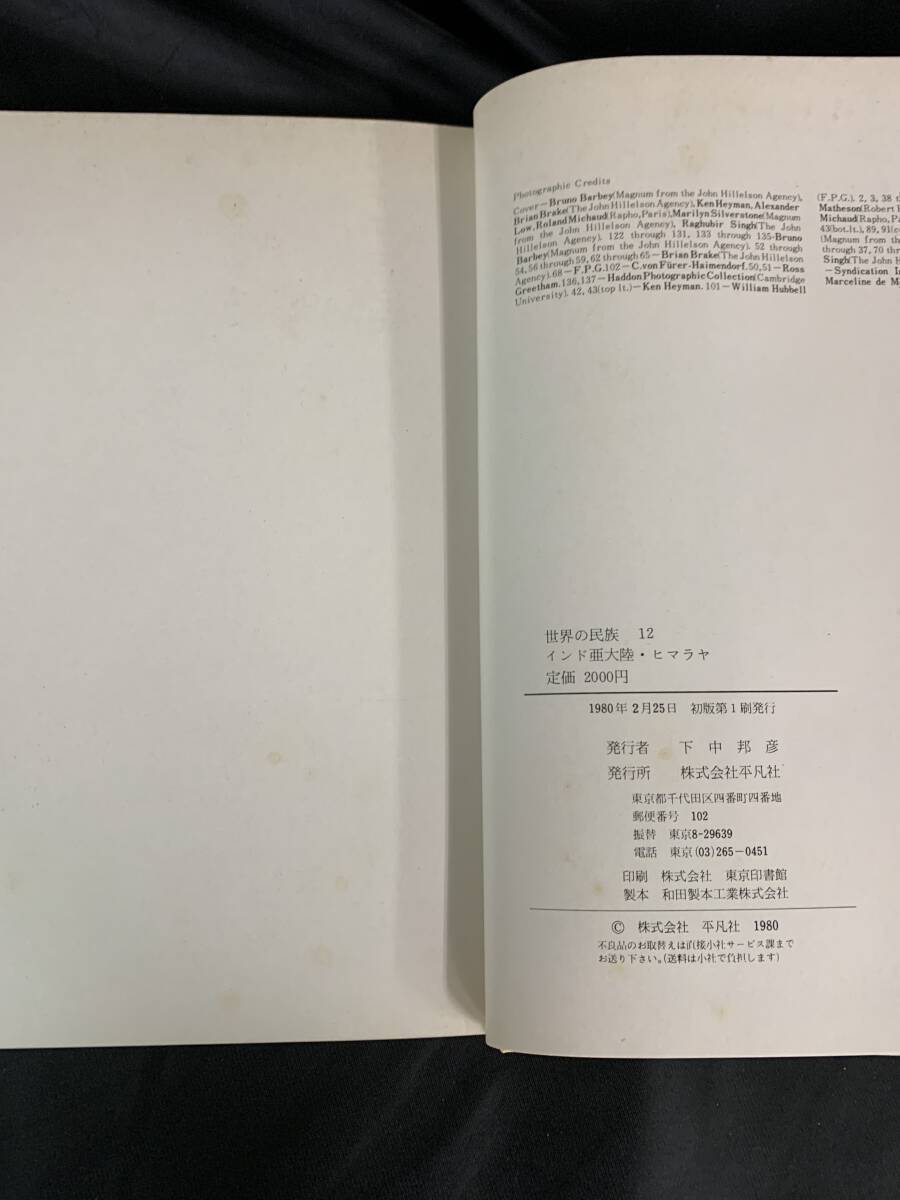 Photographic Credits
Cover－Bruno Barbey(Magnum from the John Hillelson Agency),
Brian Brake(The John Hillelson Agency), Ken Heyman, Alexander
Low, Roland Michaud(Rapho, Paris), Marilyn Silverstone(Magnum
from the John Hillelson Agency), Raghubir Singh(The John
Hillelson Agency). 122 through 131, 133 through 135-Bruno
Barbey(Magnum from the John Hillelson Agency). 52 through
54, 56 through 59, 62 through 65－Brian Brake(The John Hillelson
Agency). 68－F.P.G. 102－C. von Fürer-Haimendorf. 50, 51－Ross
Greetham. 136, 137－Haddon Photographic Collection(Cambridge
University). 42, 43(top lt.)－Ken Heyman. 101－William Hubbell
(F.P.G.). 2, 3, 38
Matheson(Robert
Michaud(Rapho,
43(bot.lt.), 89, 91
(Magnum from
through 37, 70
Singh(The John
－Syndication
Marceline de
世界の民族 12
インド亜大陸・ヒマラヤ
定価 2000円
1980年2月25日 初版第1刷発行
発行者 下中邦彦
発行所 株式会社平凡社
東京都千代田区四番町四番地
郵便番号 102
振替 東京8-29639
電話 東京(03)265－0451
印刷 株式会社 東京印書館
製本 和田製本工業株式会社
© 株式会社 平凡社 1980
不良品のお取替えは直接小社サービス課まで
お送り下さい。(送料は小社で負担します)